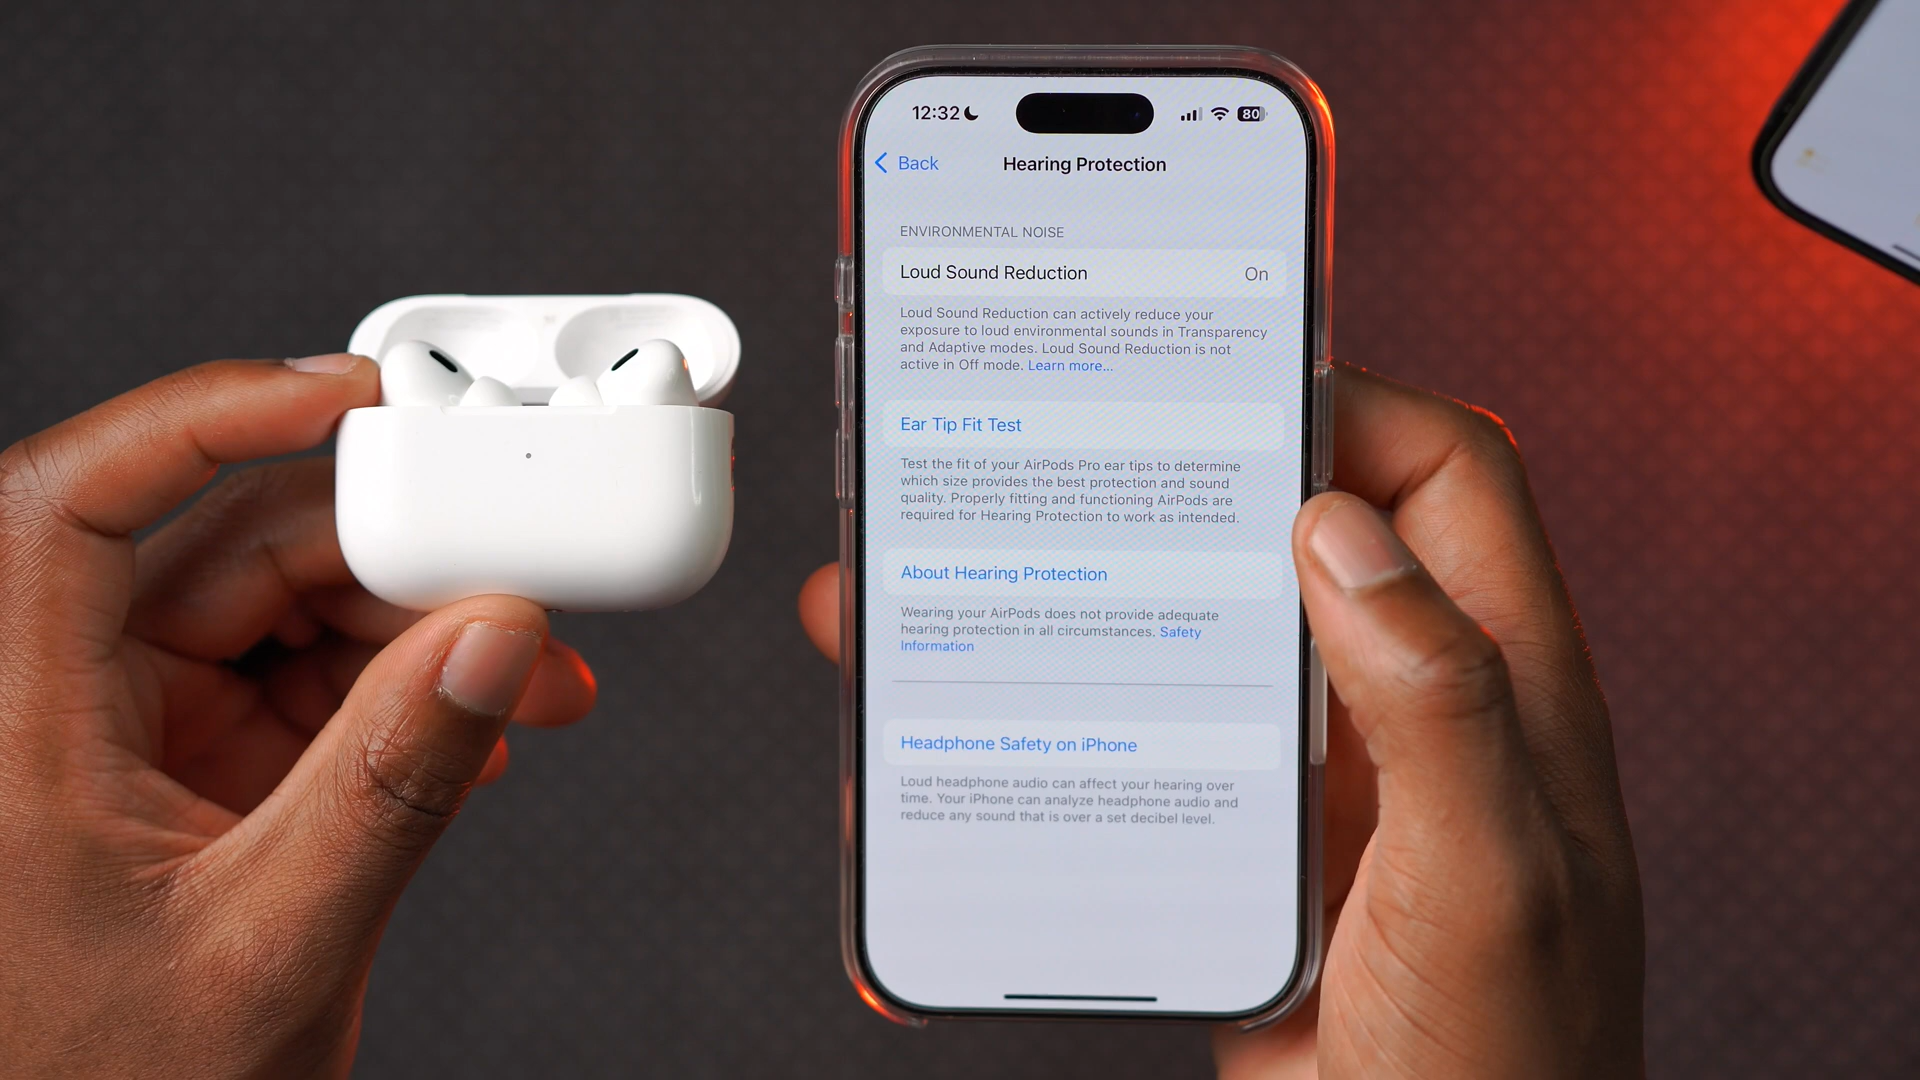 12:32
80
Back
Hearing Protection
ENVIRONMENTAL NOISE
Loud Sound Reduction
On
Loud Sound Reduction can actively reduce your
exposure to loud environmental sounds in Transparency
and Adaptive modes. Loud Sound Reduction is not
active in Off mode. Learn more...
Ear Tip Fit Test
Test the fit of your AirPods Pro ear tips to determine
which size provides the best protection and sound
quality. Properly fitting and functioning AirPods are
required for Hearing Protection to work as intended.
About Hearing Protection
Wearing your AirPods does not provide adequate
hearing protection in all circumstances. Safety
Information
Headphone Safety on iPhone
Loud headphone audio can affect your hearing over
time. Your iPhone can analyze headphone audio and
reduce any sound that is over a set decibel level.